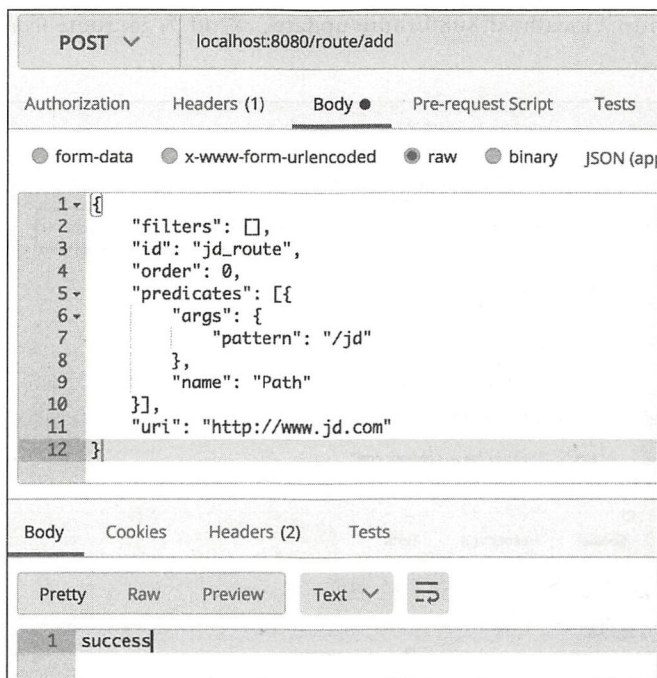 POST
localhost:8080/route/add
Authorization Headers (1) Body Pre-request Script Tests
form-data x-www-form-urlencoded raw binary JSON (app
1 {
2 "filters": [],
3 "id": "jd_route",
4 "order": 0,
5 "predicates": [{
6 "args": {
7 "pattern": "/jd"
8 },
9 "name": "Path"
10 }],
11 "uri": "http://www.jd.com"
12 }
Body Cookies Headers (2) Tests
Pretty Raw Preview Text
1 success